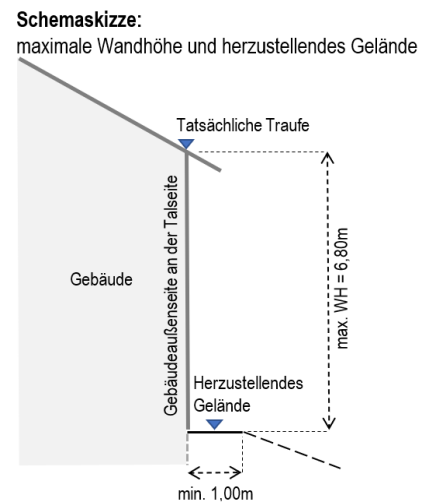 Schemaskizze:
maximale Wandhöhe und herzustellendes Gelände
Tatsächliche Traufe
Gebäudeaußenseite an der Talseite
Gebäude
max. WH = 6,80m
Herzustellendes
Gelände
min. 1,00m